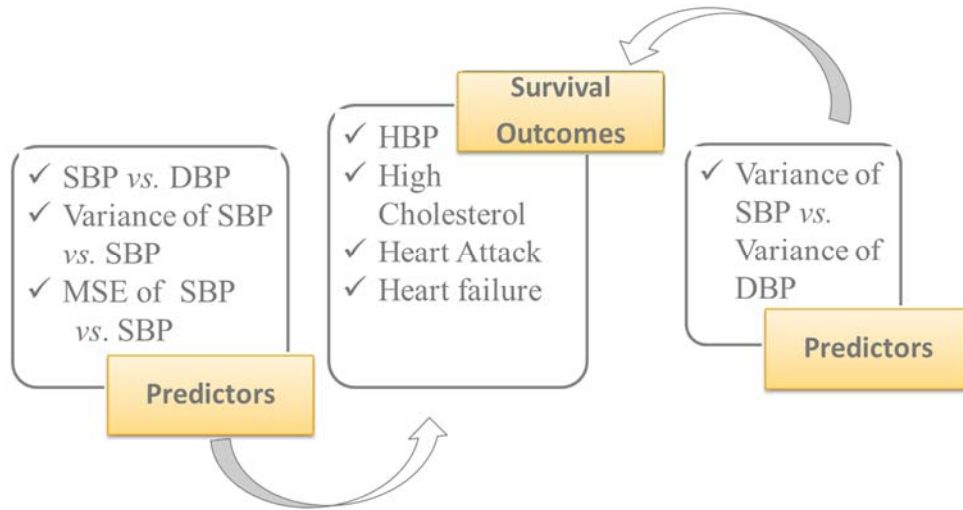 SBP vs. DBP
Variance of SBP
vs. SBP
MSE of SBP
vs. SBP
Predictors
Survival
Outcomes
HBP
High
Cholesterol
Heart Attack
Heart failure
Variance of
SBP vs.
Variance of
DBP
Predictors